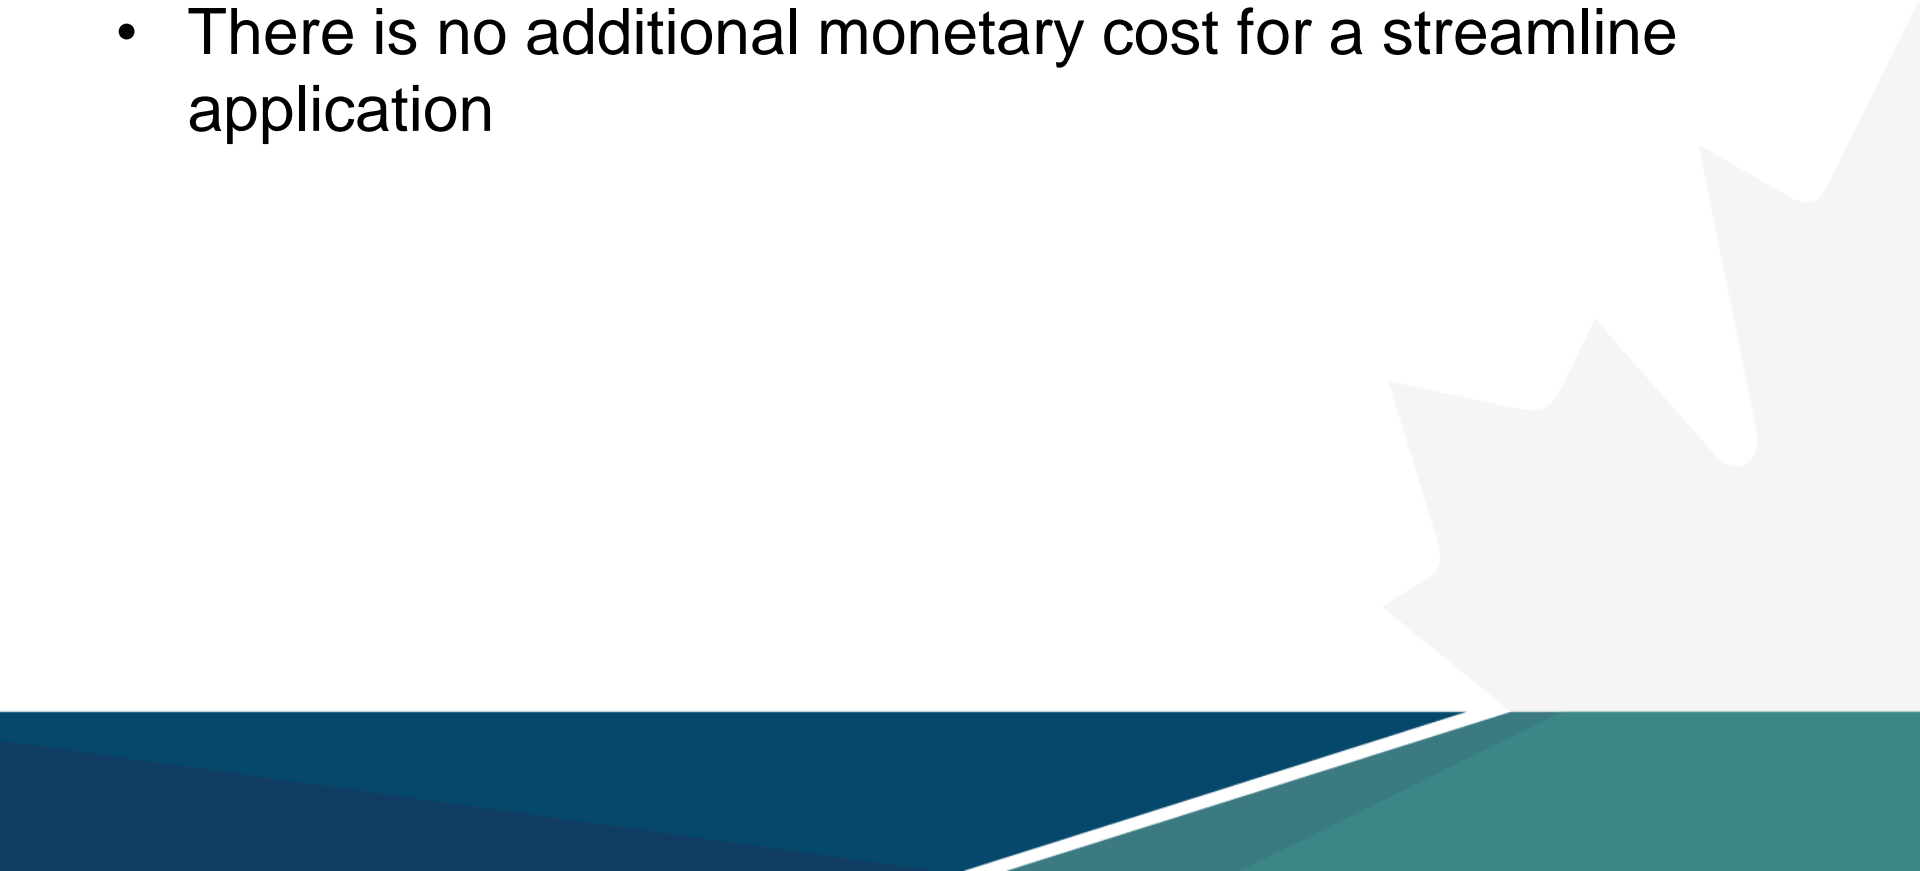 • There is no additional monetary cost for a streamline
application